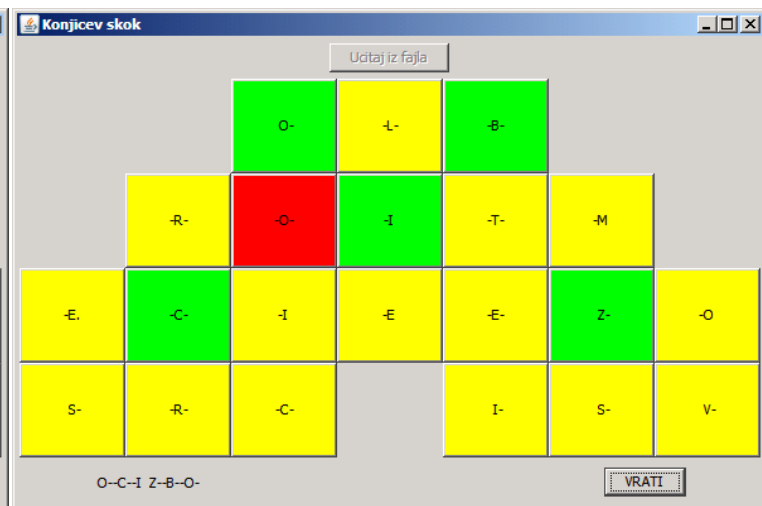 Konjicev skok
Ucitaj iz fajla
O- -L- -B-
-R- -O- -I -T- -M
-E. -C- -I -E -E- Z- -O
S- -R- -C- I- S- V-
O--C--I Z--B--O-
VRATI